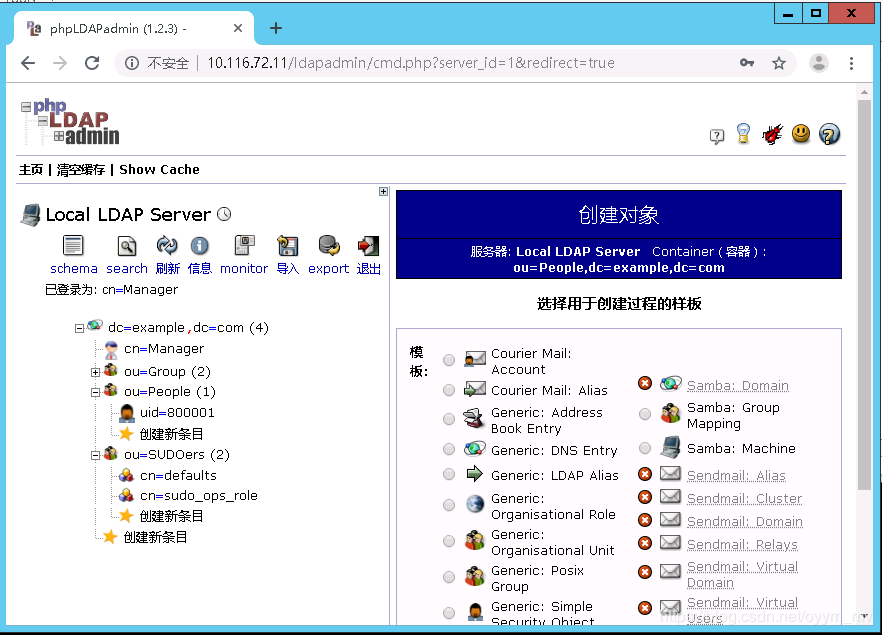 phpLDAPadmin (1.2.3) -
不安全
10.116.72.11/ldapadmin/cmd.php?server_id=1&redirect=true
php
LDAP
admin
主页 | 清空缓存 | Show Cache
Local LDAP Server
schema search 刷新 信息 monitor 导入 export 退出
已登录为: cn=Manager
dc=example,dc=com (4)
cn=Manager
ou=Group (2)
ou=People (1)
uid=800001
创建新条目
ou=SUDOers (2)
cn=defaults
cn=sudo_ops_role
创建新条目
创建新条目
创建对象
服务器: Local LDAP Server Container (容器) :
ou=People,dc=example,dc=com
选择用于创建过程的样板
模
板:
Courier Mail:
Account
Courier Mail: Alias
Generic: Address
Book Entry
Generic: DNS Entry
Generic: LDAP Alias
Generic:
Organisational Role
Generic:
Organisational Unit
Generic: Posix
Group
Generic: Simple
Security Object
Samba: Domain
Samba: Group
Mapping
Samba: Machine
Sendmail: Alias
Sendmail: Cluster
Sendmail: Domain
Sendmail: Relays
Sendmail: Virtual
Domain
Sendmail: Virtual
Users